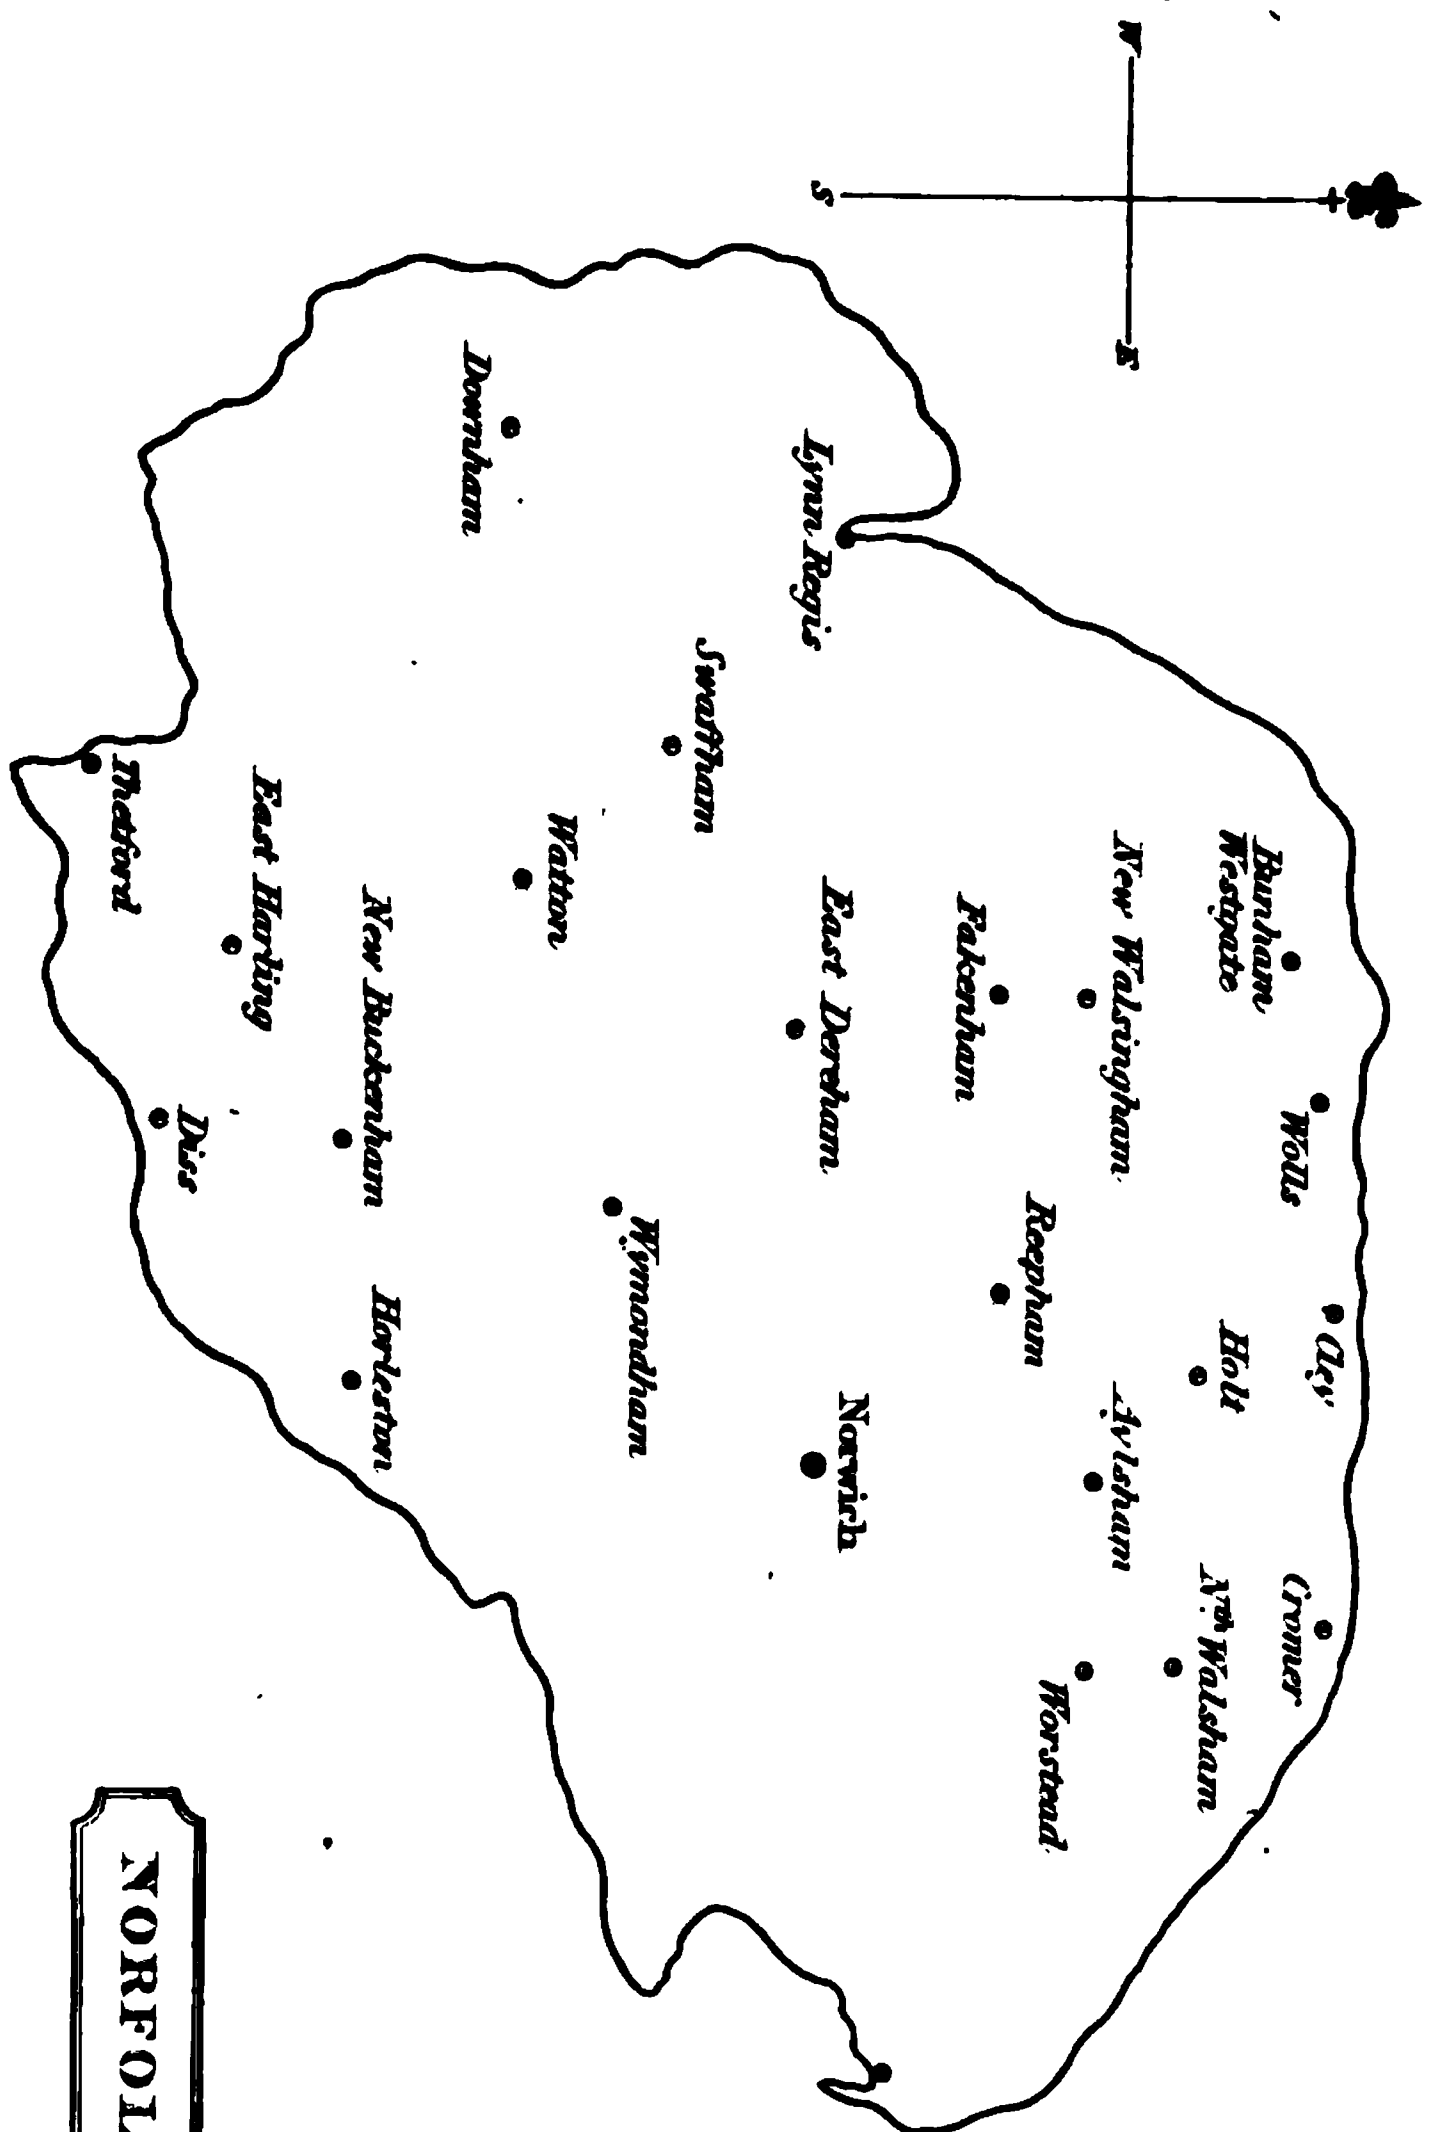 W
E
S
Burnham
Westgate
Wells
Cley
Cromer
Holt
New Walsingham
Aylsham
Nth Walsham
Fakenham
Reepham
Worstead
Lynn Regis
East Dereham
Norwich
Swaffham
Watton
Wymondham
Downham
New Buckenham
Harleston
East Harling
Diss
Thetford
NORFOL